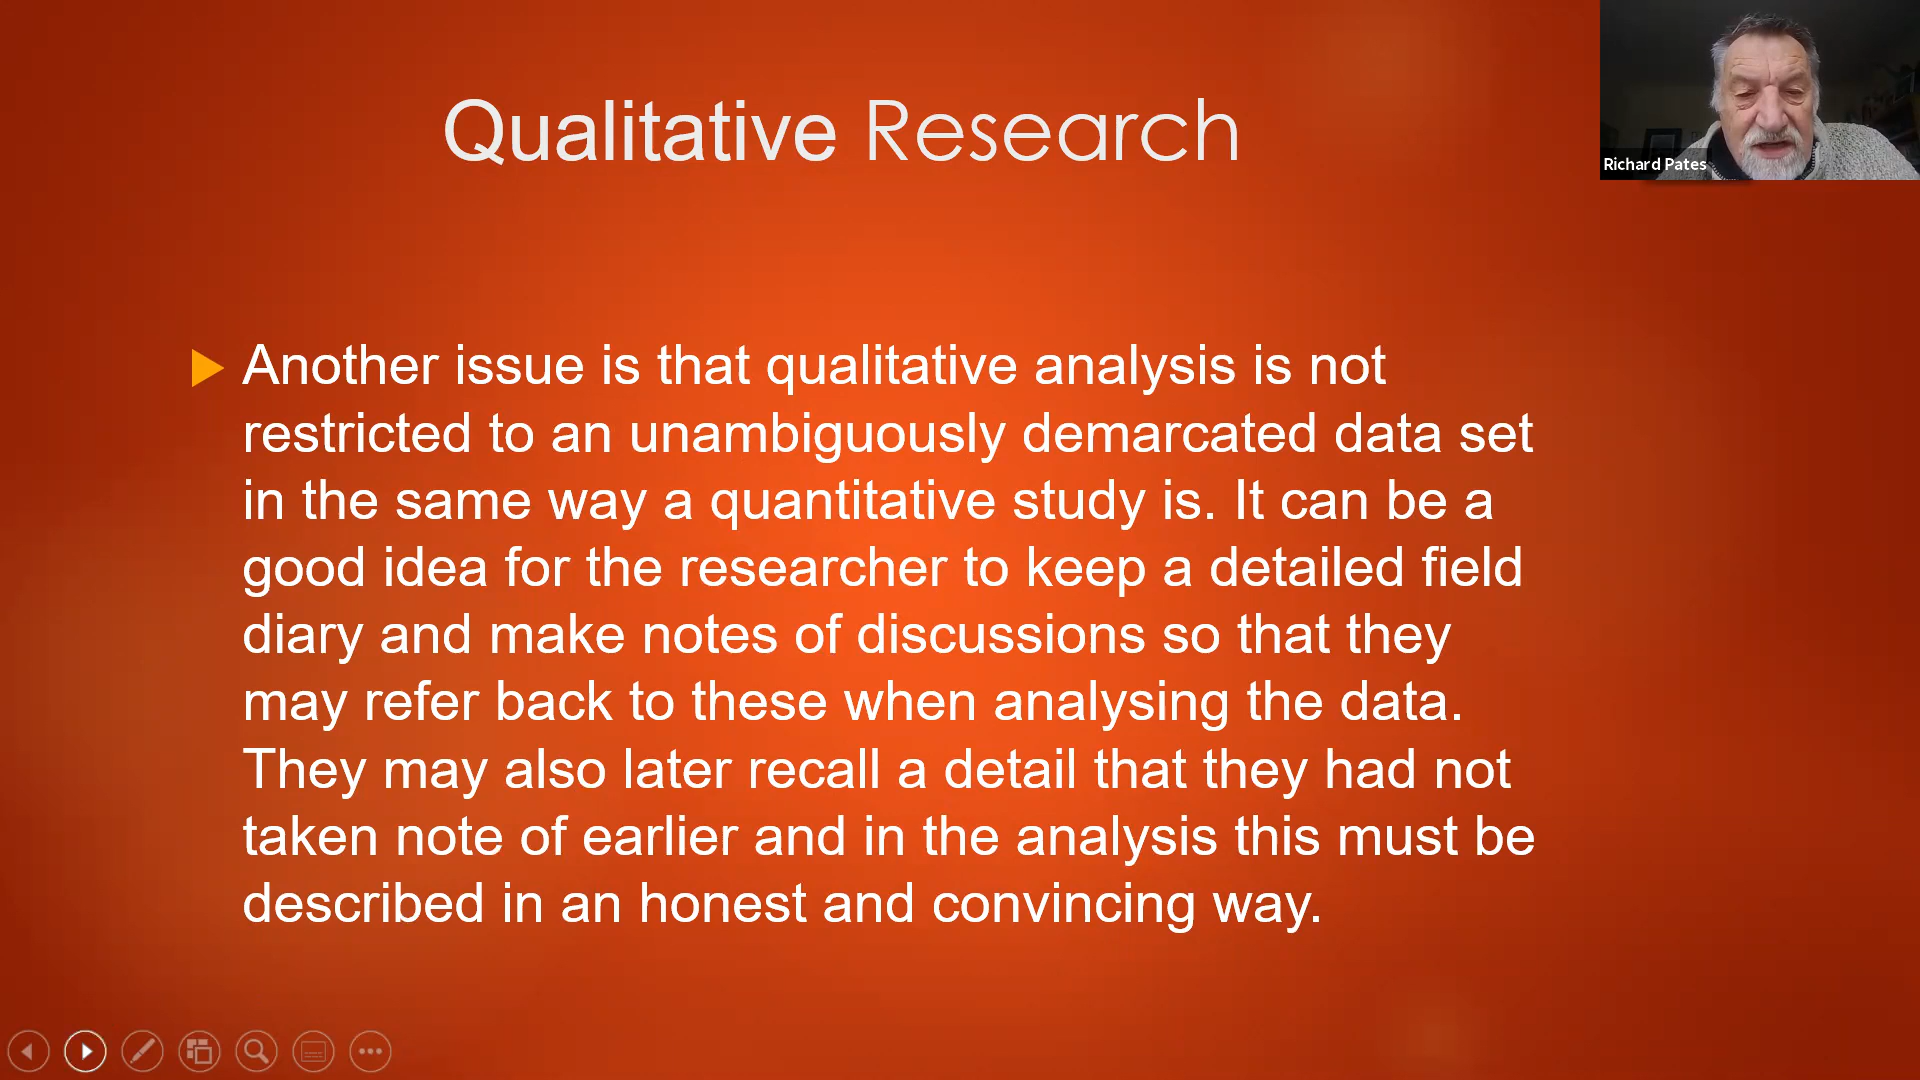 Qualitative Research
Richard Pates
Another issue is that qualitative analysis is not
restricted to an unambiguously demarcated data set
in the same way a quantitative study is. It can be a
good idea for the researcher to keep a detailed field
diary and make notes of discussions so that they
may refer back to these when analysing the data.
They may also later recall a detail that they had not
taken note of earlier and in the analysis this must be
described in an honest and convincing way.